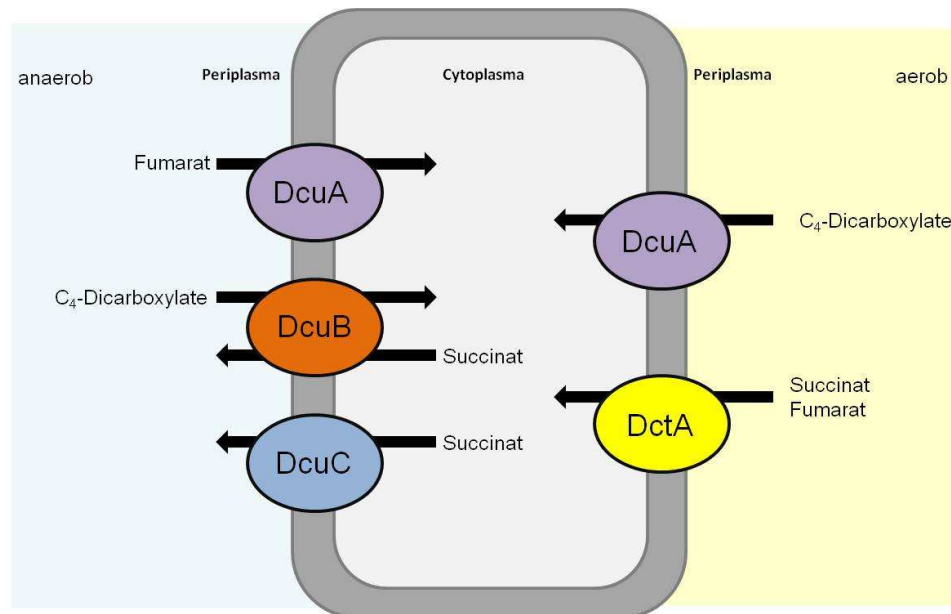 anaerob
Periplasma
Cytoplasma
Periplasma
aerob
Fumarat
DcuA
DcuA
C₄-Dicarboxylate
C₄-Dicarboxylate
DcuB
Succinat
DctA
Succinat
Fumarat
DcuC
Succinat